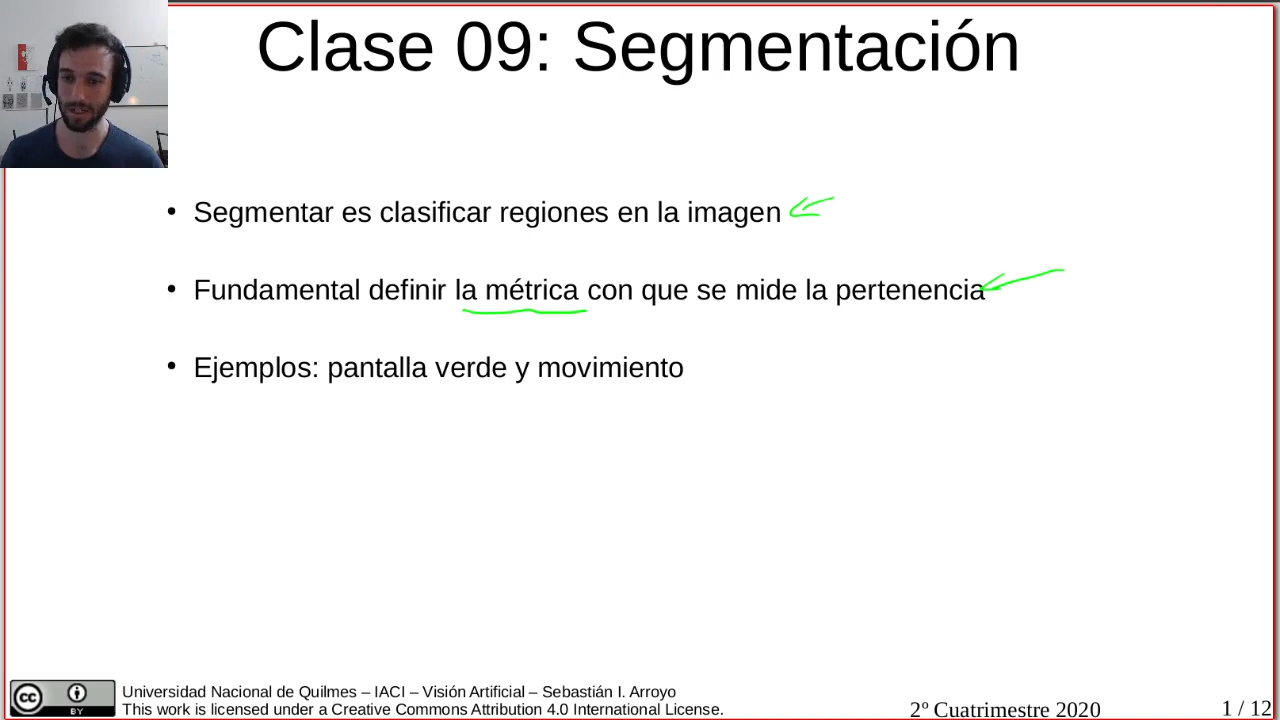 Clase 09: Segmentación
• Segmentar es clasificar regiones en la imagen
• Fundamental definir la métrica con que se mide la pertenencia
• Ejemplos: pantalla verde y movimiento
cc BY
Universidad Nacional de Quilmes – IACI – Visión Artificial – Sebastián I. Arroyo
This work is licensed under a Creative Commons Attribution 4.0 International License.
2º Cuatrimestre 2020
1 / 12